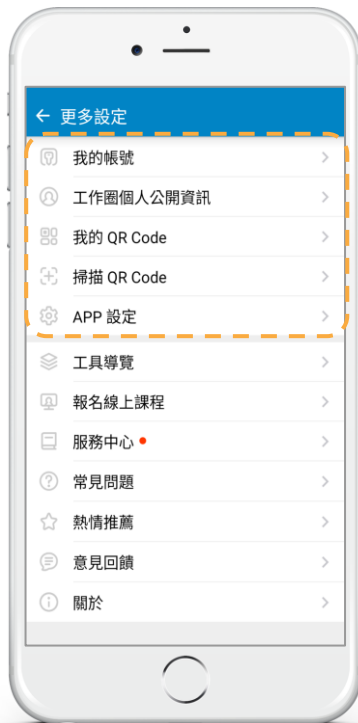 更多設定
我的帳號
工作圈個人公開資訊
我的 QR Code
掃描 QR Code
APP 設定
工具導覽
報名線上課程
服務中心
常見問題
熱情推薦
意見回饋
關於